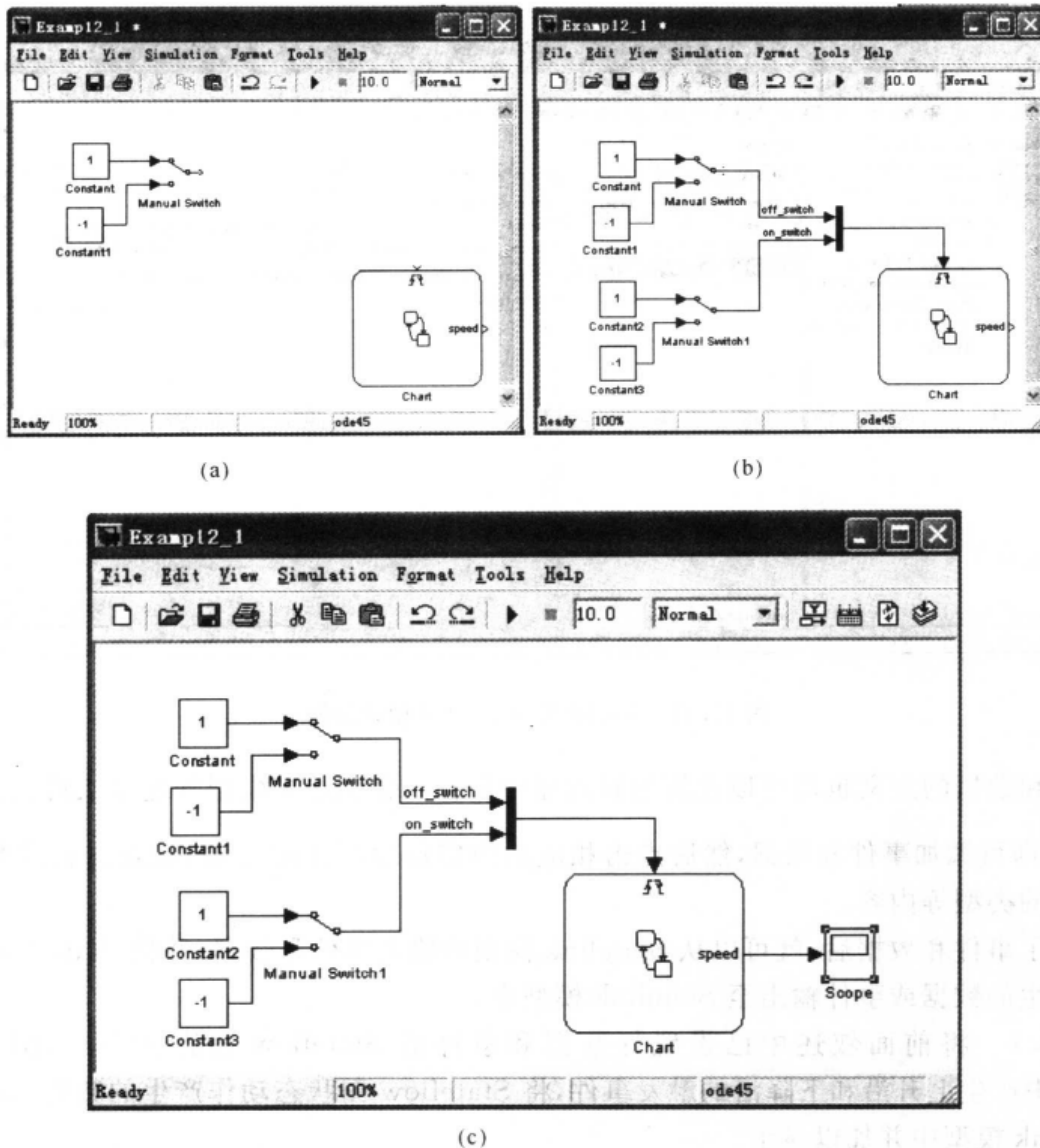 Examp12_1 *
File Edit View Simulation Format Tools Help
10.0 Normal
1
Constant
Manual Switch
-1
Constant1
speed
Chart
Ready 100% ode45
(a)
Examp12_1 *
File Edit View Simulation Format Tools Help
10.0 Normal
1
Constant
Manual Switch
off_switch
-1
Constant1
on_switch
1
Constant2
Manual Switch1
speed
-1
Constant3
Chart
Ready 100% ode45
(b)
Examp12_1
File Edit View Simulation Format Tools Help
10.0 Normal
1
Constant
Manual Switch
off_switch
-1
Constant1
on_switch
1
Constant2
Manual Switch1
speed
Scope
-1
Constant3
Chart
Ready 100% ode45
(c)